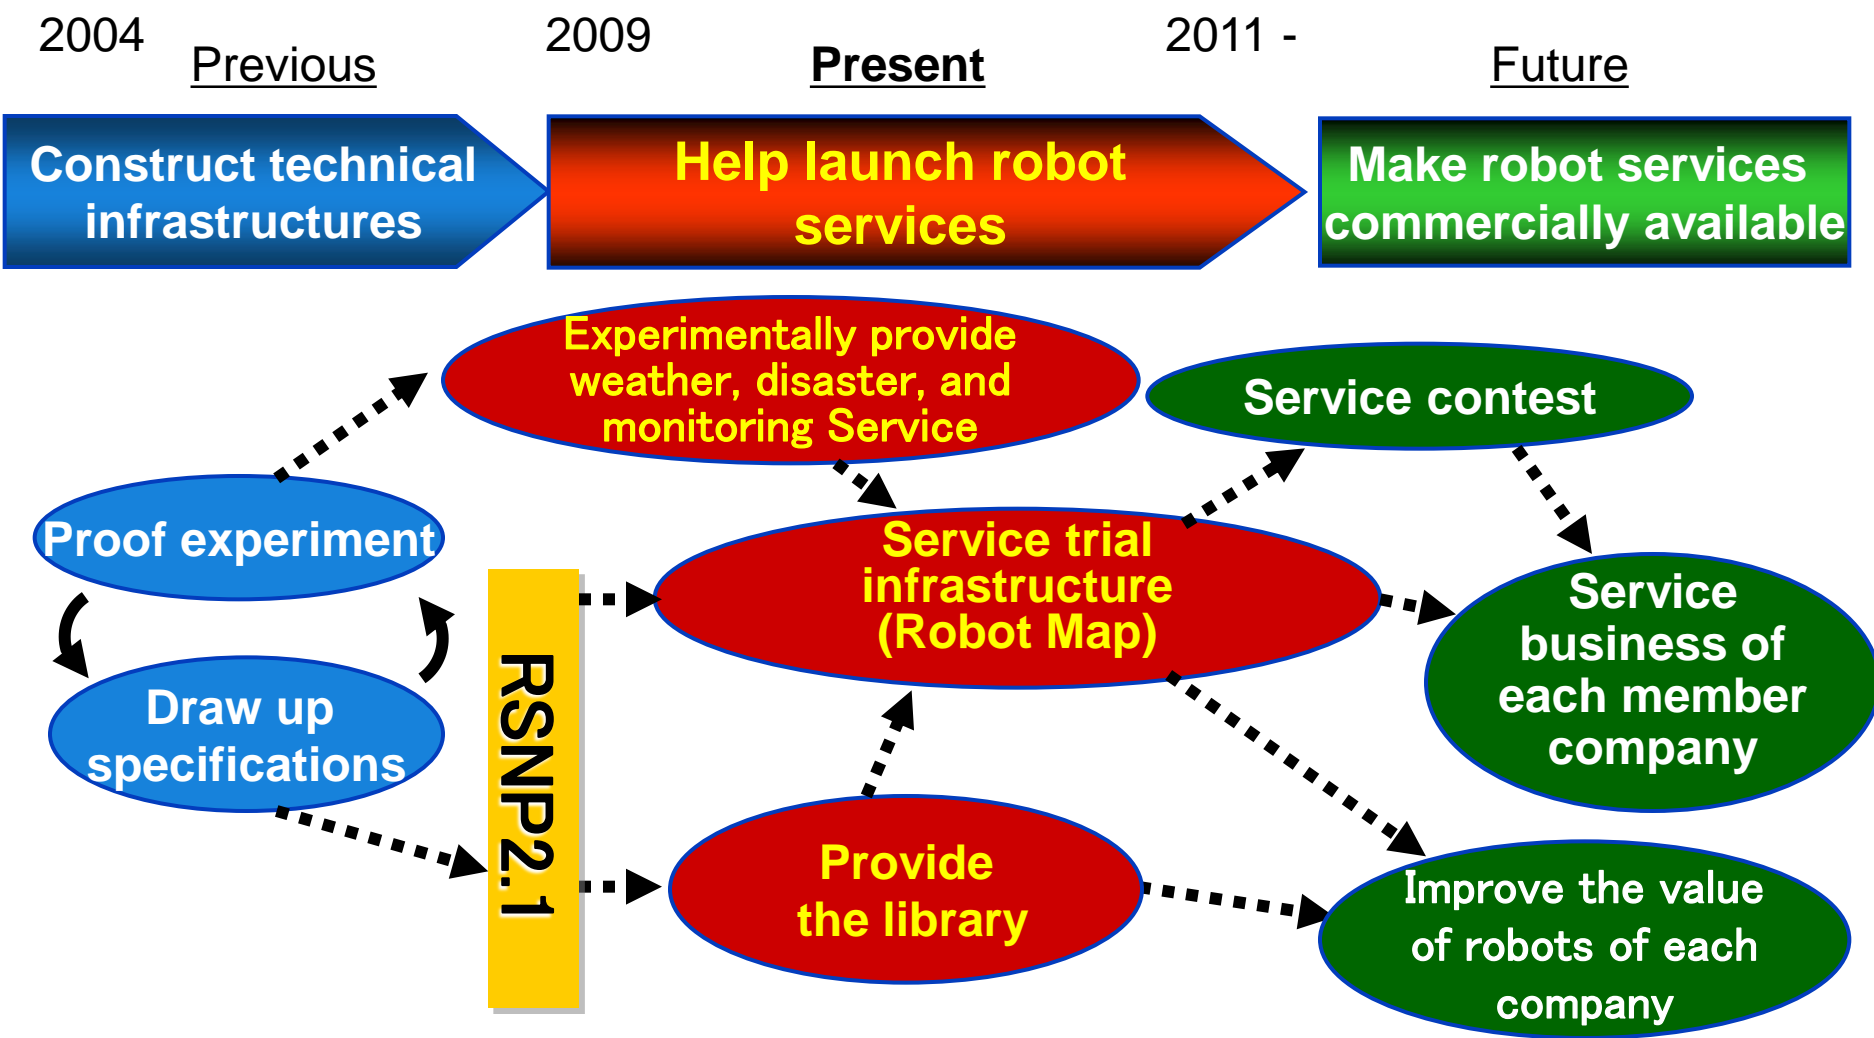 2004
Previous
2009
Present
2011 -
Future
Construct technical
infrastructures
Help launch robot
services
Make robot services
commercially available
Experimentally provide
weather, disaster, and
monitoring Service
Service contest
Proof experiment
Service trial
infrastructure
(Robot Map)
Service
business of
each member
company
Draw up
specifications
RSNP2.1
Provide
the library
Improve the value
of robots of each
company